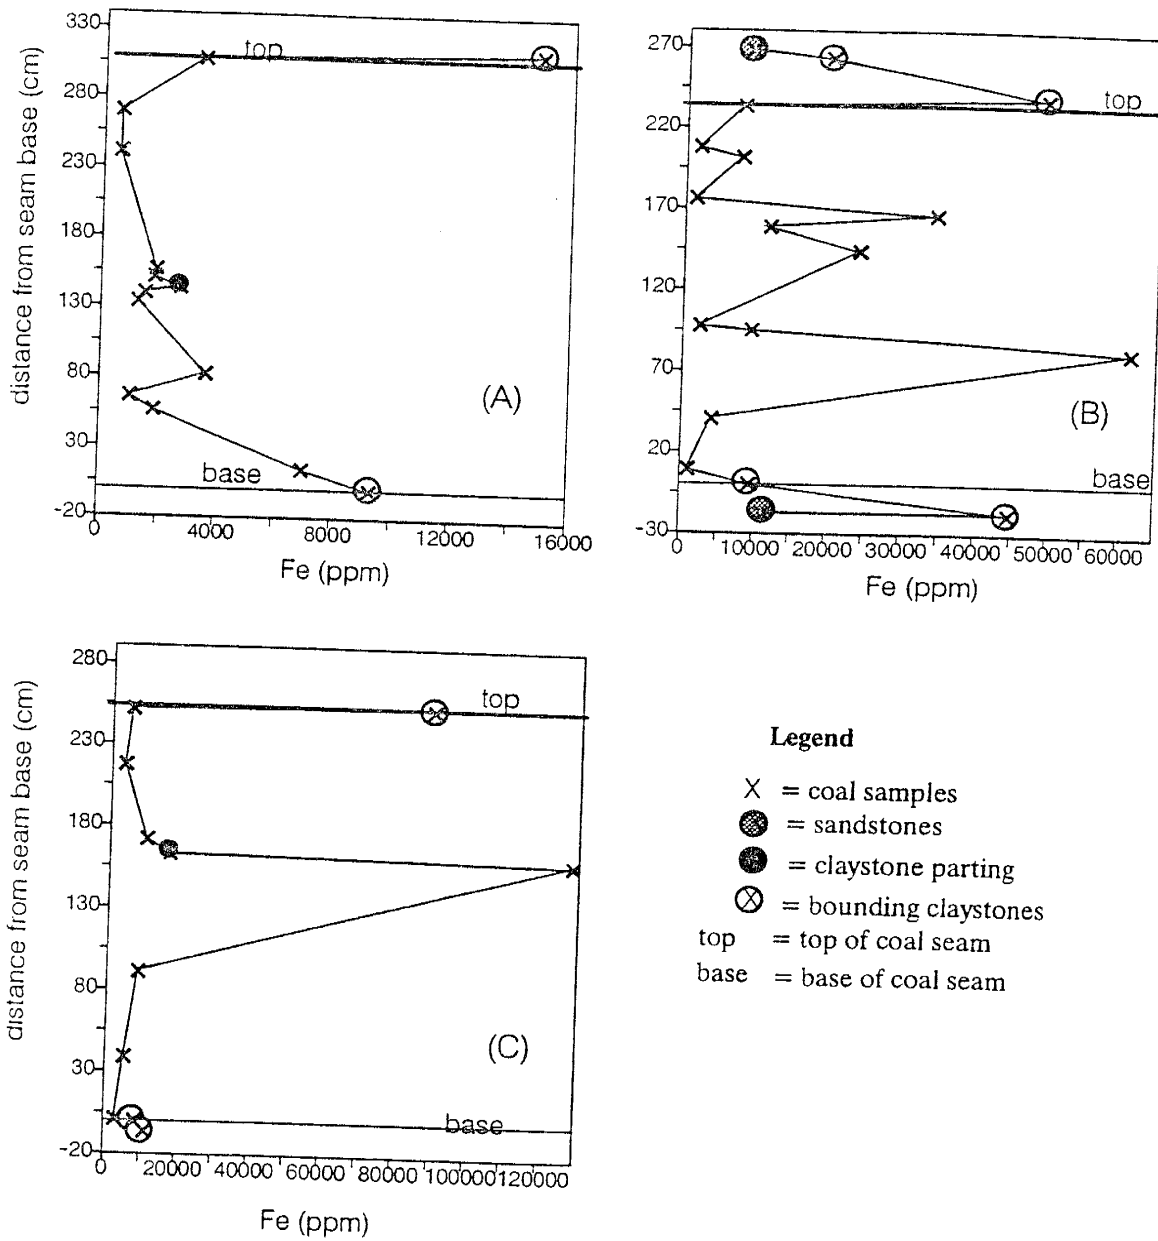 330
280
230
180
130
80
30
-20
distance from seam base (cm)
top
(A)
base
0 4000 8000 12000 16000
Fe (ppm)
270
220
170
120
70
20
-30
top
(B)
base
0 10000 20000 30000 40000 50000 60000
Fe (ppm)
280
230
180
130
80
30
-20
distance from seam base (cm)
top
(C)
base
0 20000 40000 60000 80000 100000 120000
Fe (ppm)
Legend
= coal samples
= sandstones
= claystone parting
= bounding claystones
top = top of coal seam
base = base of coal seam